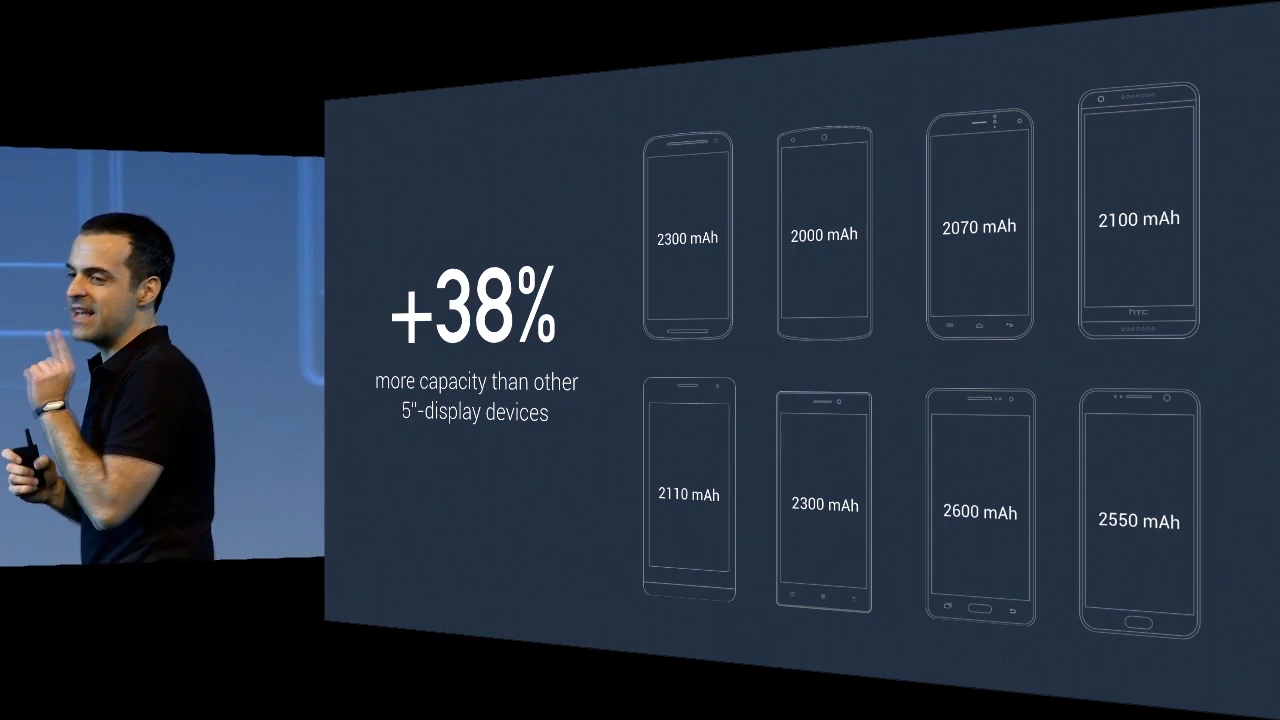 +38%
more capacity than other
5"-display devices
2300 mAh
2000 mAh
2070 mAh
2100 mAh
hTC
2110 mAh
2300 mAh
2600 mAh
2550 mAh